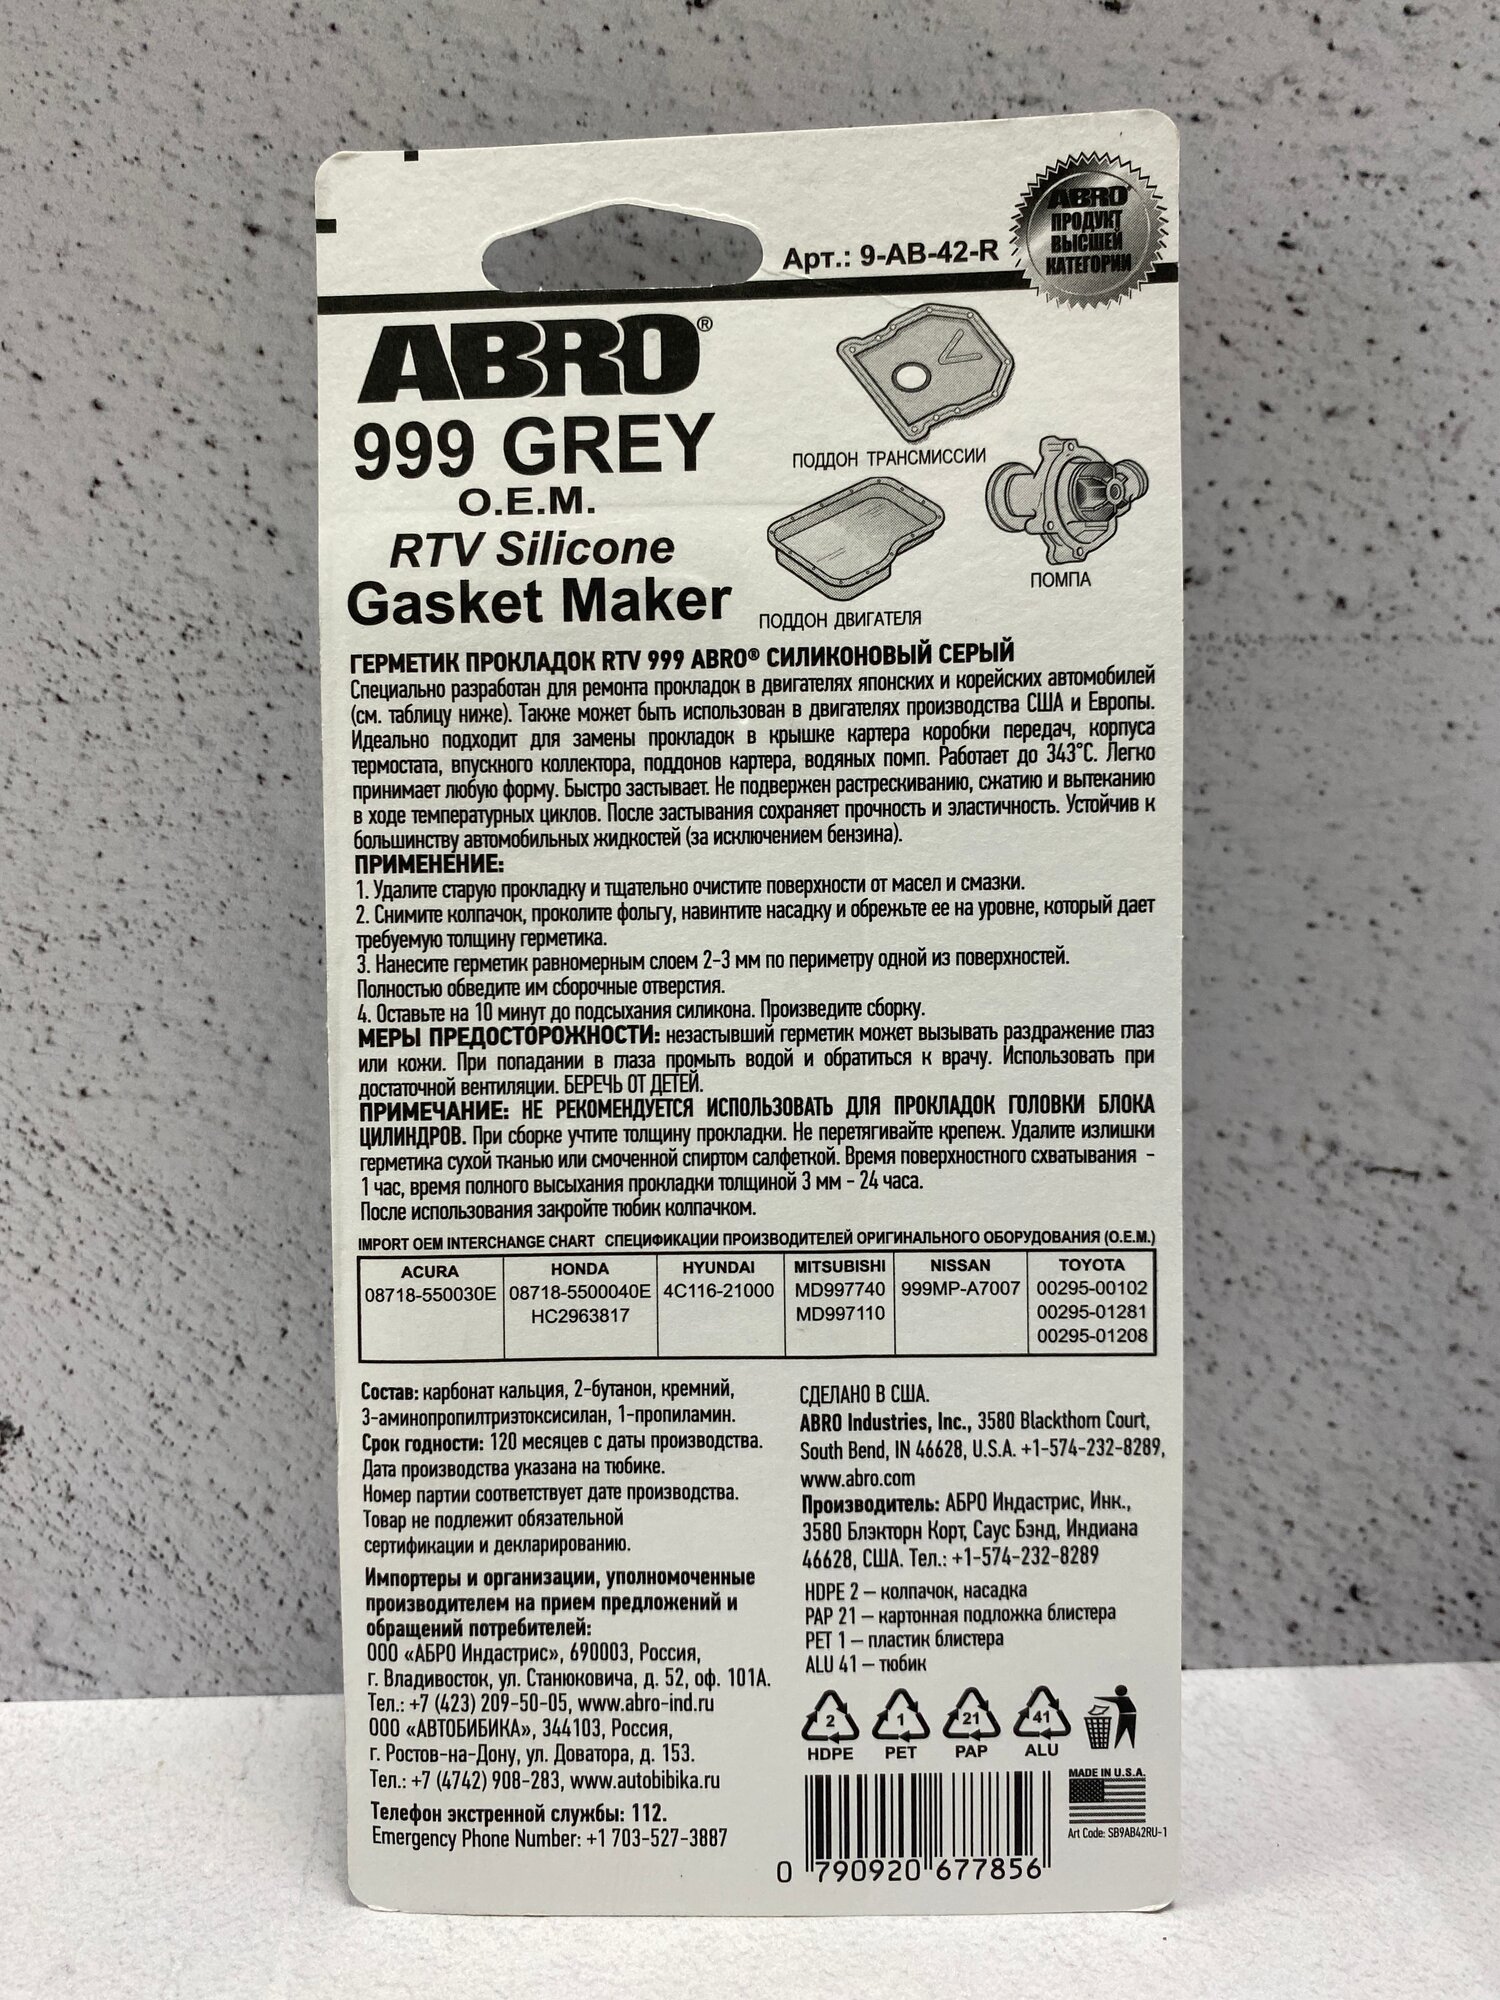 Арт.: 9-AB-42-R
ABRO
ПРОДУКТ
ВЫСШЕЙ
КАТЕГОРИИ
ABRO®
999 GREY
O.E.M.
RTV Silicone
Gasket Maker
ПОДДОН ТРАНСМИССИИ
ПОМПА
ПОДДОН ДВИГАТЕЛЯ
ГЕРМЕТИК ПРОКЛАДОК RTV 999 ABRO® СИЛИКОНОВЫЙ СЕРЫЙ
Специально разработан для ремонта прокладок в двигателях японских и корейских автомобилей
(см. таблицу ниже). Также может быть использован в двигателях производства США и Европы.
Идеально подходит для замены прокладок в крышке картера коробки передач, корпуса
термостата, впускного коллектора, поддонов картера, водяных помп. Работает до 343°С. Легко
принимает любую форму. Быстро застывает. Не подвержен растрескиванию, сжатию и вытеканию
в ходе температурных циклов. После застывания сохраняет прочность и эластичность. Устойчив к
большинству автомобильных жидкостей (за исключением бензина).
ПРИМЕНЕНИЕ:
1. Удалите старую прокладку и тщательно очистите поверхности от масел и смазки.
2. Снимите колпачок, проколите фольгу, навинтите насадку и обрежьте ее на уровне, который дает
требуемую толщину герметика.
3. Нанесите герметик равномерным слоем 2-3 мм по периметру одной из поверхностей.
Полностью обведите им сборочные отверстия.
4. Оставьте на 10 минут до подсыхания силикона. Произведите сборку.
МЕРЫ ПРЕДОСТОРОЖНОСТИ: незастывший герметик может вызывать раздражение глаз
или кожи. При попадании в глаза промыть водой и обратиться к врачу. Использовать при
достаточной вентиляции. БЕРЕЧЬ ОТ ДЕТЕЙ.
ПРИМЕЧАНИЕ: НЕ РЕКОМЕНДУЕТСЯ ИСПОЛЬЗОВАТЬ ДЛЯ ПРОКЛАДОК ГОЛОВКИ БЛОКА
ЦИЛИНДРОВ. При сборке учтите толщину прокладки. Не перетягивайте крепеж. Удалите излишки
герметика сухой тканью или смоченной спиртом салфеткой. Время поверхностного схватывания -
1 час, время полного высыхания прокладки толщиной 3 мм - 24 часа.
После использования закройте тюбик колпачком.
IMPORT OEM INTERCHANGE CHART СПЕЦИФИКАЦИИ ПРОИЗВОДИТЕЛЕЙ ОРИГИНАЛЬНОГО ОБОРУДОВАНИЯ (O.E.M.)
ACURA HONDA HYUNDAI MITSUBISHI NISSAN TOYOTA
08718-550030E 08718-5500040E 4C116-21000 MD997740 999MP-A7007 00295-00102
HC2963817 MD997110 00295-01281
00295-01208
Состав: карбонат кальция, 2-бутанон, кремний,
3-аминопропилтриэтоксисилан, 1-пропиламин.
Срок годности: 120 месяцев с даты производства.
Дата производства указана на тюбике.
Номер партии соответствует дате производства.
Товар не подлежит обязательной
сертификации и декларированию.
Импортеры и организации, уполномоченные
производителем на прием предложений и
обращений потребителей:
ООО «АБРО Индастрис», 690003, Россия,
г. Владивосток, ул. Станюковича, д. 52, оф. 101А.
Тел.: +7 (423) 209-50-05, www.abro-ind.ru
ООО «АВТОБИБИКА», 344103, Россия,
г. Ростов-на-Дону, ул. Доватора, д. 153.
Тел.: +7 (4742) 908-283, www.autobibika.ru
Телефон экстренной службы: 112.
Emergency Phone Number: +1 703-527-3887
СДЕЛАНО В США.
ABRO Industries, Inc., 3580 Blackthorn Court,
South Bend, IN 46628, U.S.A. +1-574-232-8289,
www.abro.com
Производитель: АБРО Индастрис, Инк.,
3580 Блэкторн Корт, Саус Бэнд, Индиана
46628, США. Тел.: +1-574-232-8289
HDPE 2 – колпачок, насадка
PAP 21 – картонная подложка блистера
PET 1 – пластик блистера
ALU 41 – тюбик
2 1 21 41
HDPE PET PAP ALU
MADE IN U.S.A.
Art Code: SB9AB42RU-1
0 790920 677856